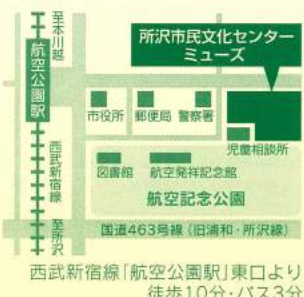 至本川越
航空公園駅
西武新宿線
至所沢
所沢市民文化センター
ミューズ
市役所
郵便局
警察署
児童相談所
図書館
航空発祥記念館
航空記念公園
国道463号線(旧浦和・所沢線)
西武新宿線「航空公園駅」東口より
徒歩10分・バス3分